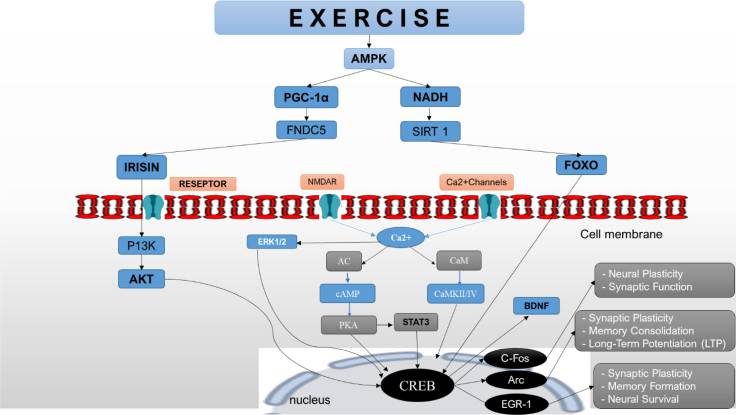 EXERCISE
AMPK
PGC-1α
NADH
FNDC5
SIRT 1
IRISIN
FOXO
RESEPTOR
NMDAR
Ca2+Channels
Cell membrane
P13K
ERK1/2
Ca2+
AC
CaM
AKT
cAMP
CaMKII/IV
BDNF
PKA
STAT3
- Neural Plasticity
- Synaptic Function
- Synaptic Plasticity
- Memory Consolidation
- Long-Term Potentiation (LTP)
C-Fos
CREB
Arc
EGR-1
nucleus
- Synaptic Plasticity
- Memory Formation
- Neural Survival